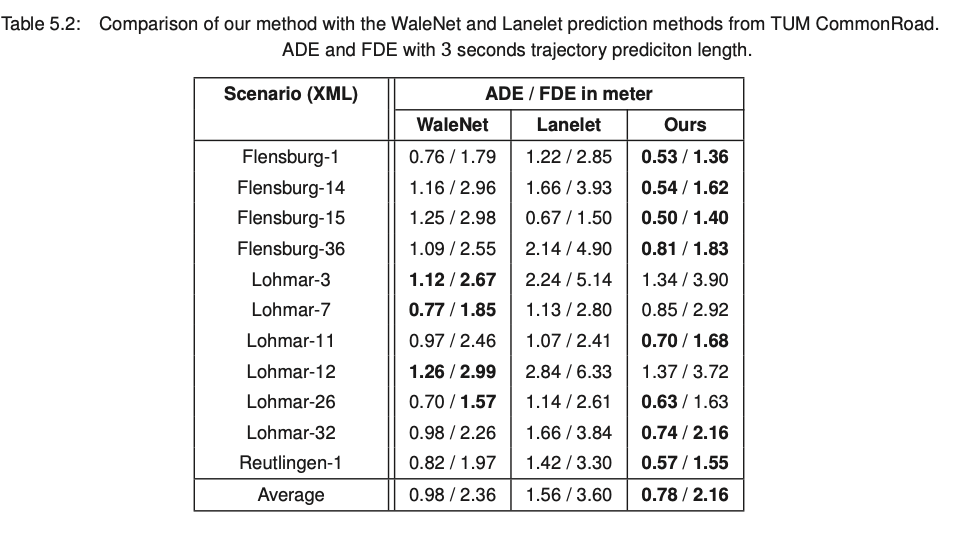 Table 5.2: Comparison of our method with the WaleNet and Lanelet prediction methods from TUM CommonRoad.
ADE and FDE with 3 seconds trajectory prediciton length.
Scenario (XML) ADE / FDE in meter
WaleNet Lanelet Ours
Flensburg-1 0.76 / 1.79 1.22 / 2.85 0.53 / 1.36
Flensburg-14 1.16 / 2.96 1.66 / 3.93 0.54 / 1.62
Flensburg-15 1.25 / 2.98 0.67 / 1.50 0.50 / 1.40
Flensburg-36 1.09 / 2.55 2.14 / 4.90 0.81 / 1.83
Lohmar-3 1.12 / 2.67 2.24 / 5.14 1.34 / 3.90
Lohmar-7 0.77 / 1.85 1.13 / 2.80 0.85 / 2.92
Lohmar-11 0.97 / 2.46 1.07 / 2.41 0.70 / 1.68
Lohmar-12 1.26 / 2.99 2.84 / 6.33 1.37 / 3.72
Lohmar-26 0.70 / 1.57 1.14 / 2.61 0.63 / 1.63
Lohmar-32 0.98 / 2.26 1.66 / 3.84 0.74 / 2.16
Reutlingen-1 0.82 / 1.97 1.42 / 3.30 0.57 / 1.55
Average 0.98 / 2.36 1.56 / 3.60 0.78 / 2.16